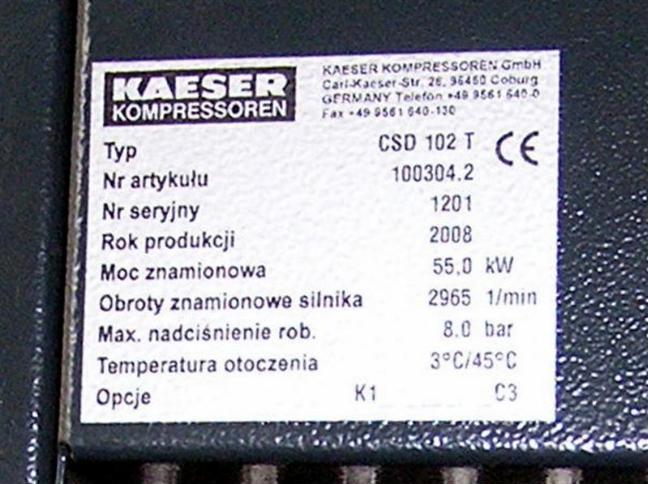 KAESER
KOMPRESSOREN
KAESER KOMPRESSOREN GmbH
Carl-Kaeser-Str. 26, 96450 Coburg
GERMANY Telefon +49 9561 640-0
Fax +49 9561 640-130
Typ CSD 102 T CE
Nr artykułu 100304.2
Nr seryjny 1201
Rok produkcji 2008
Moc znamionowa 55.0 kW
Obroty znamionowe silnika 2965 1/min
Max. nadciśnienie rob. 8.0 bar
Temperatura otoczenia 3°C/45°C
Opcje K1 C3